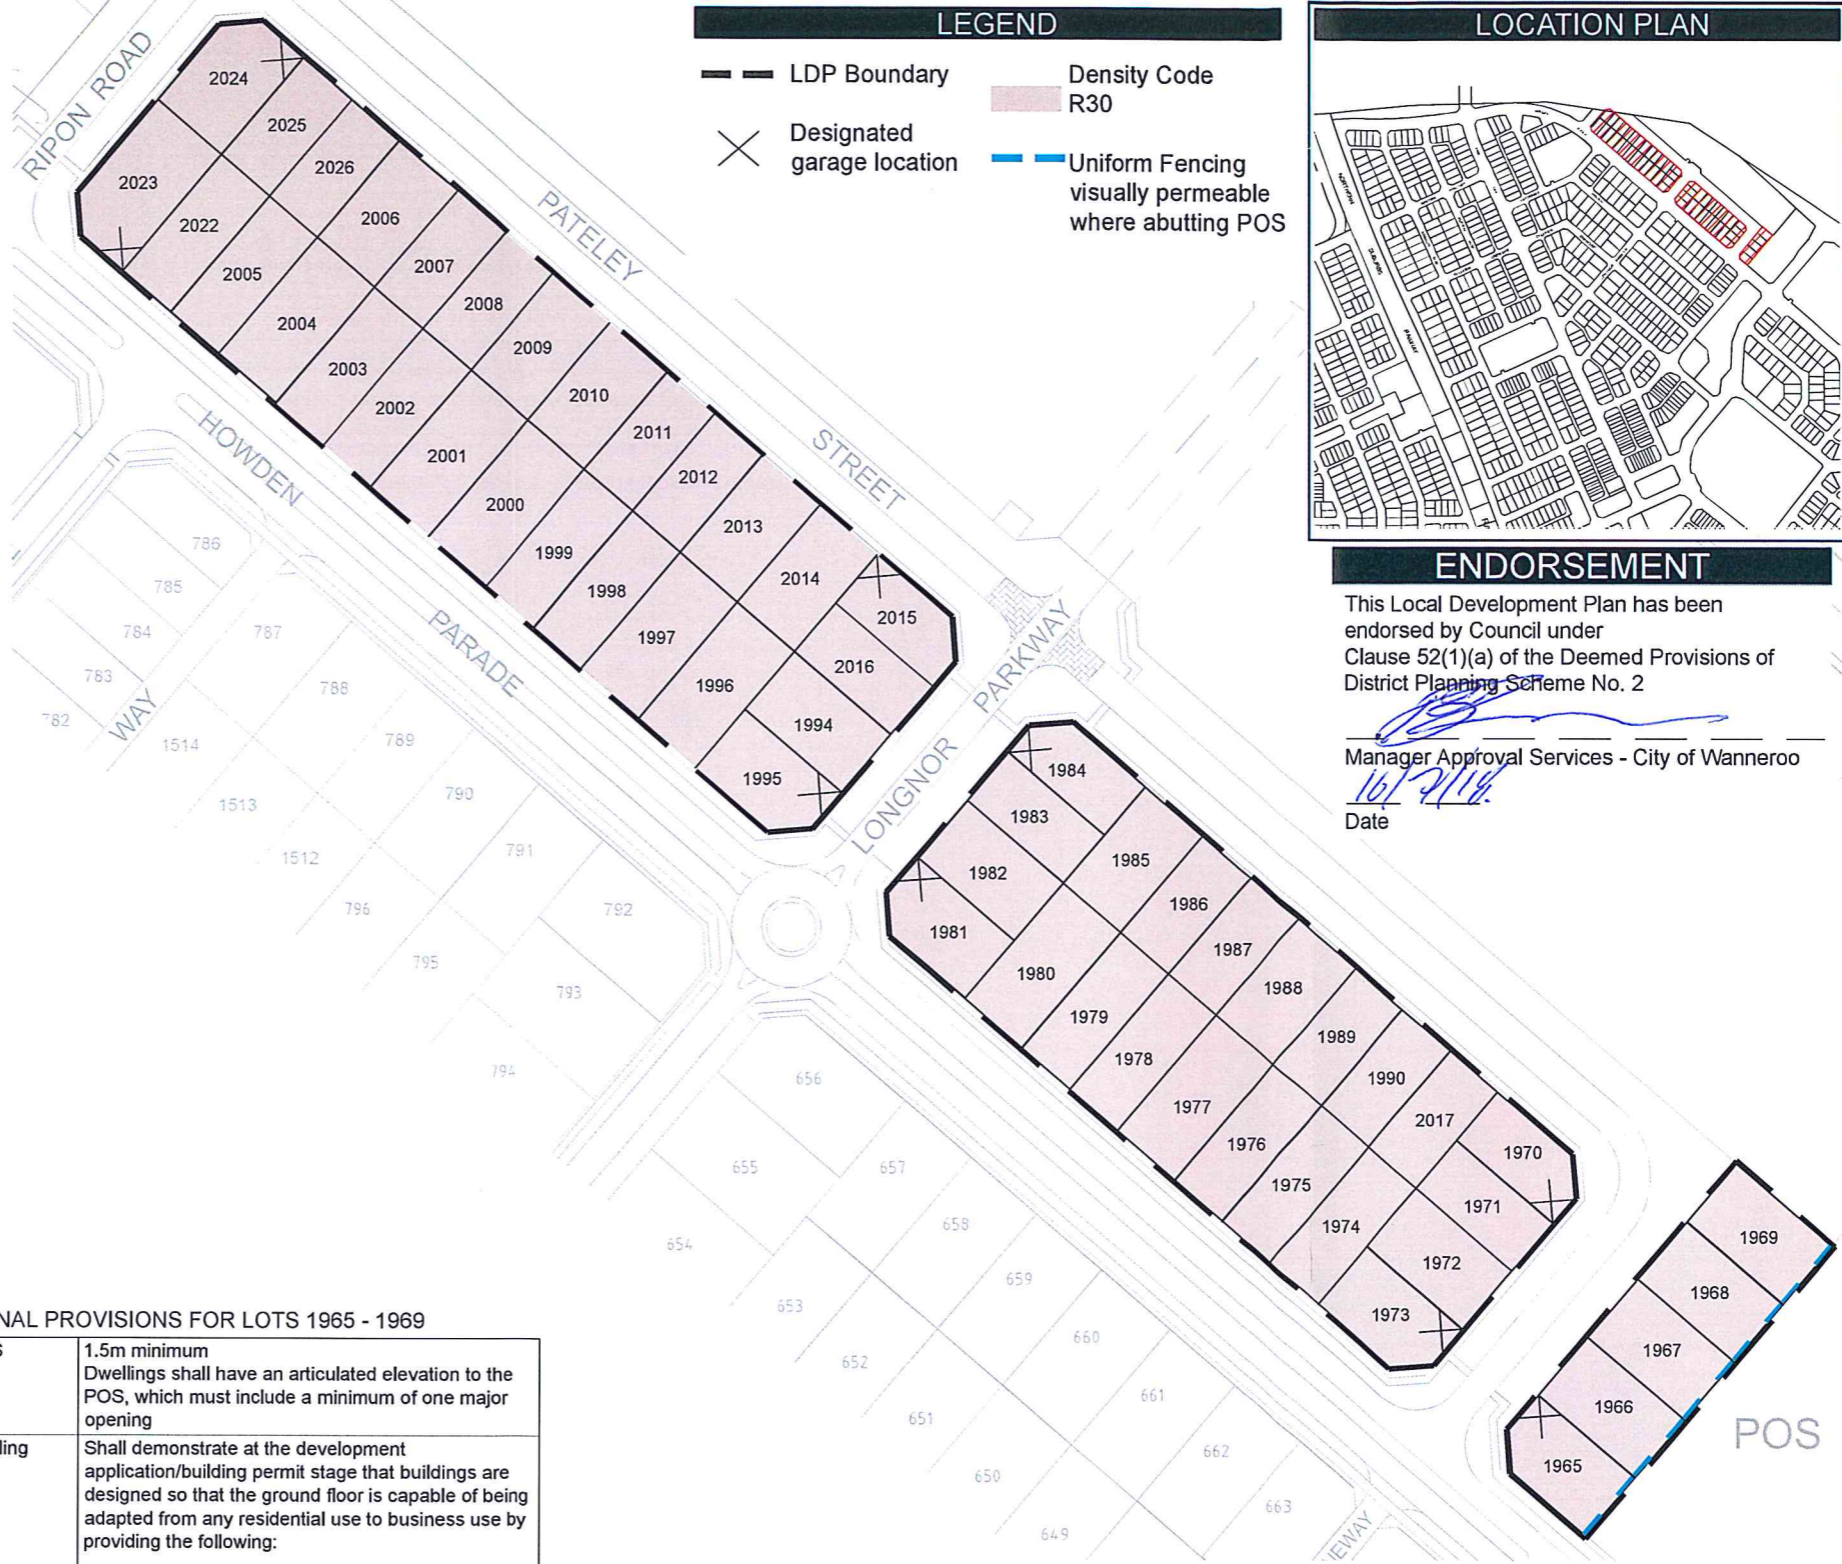 LEGEND
LDP Boundary
Designated
garage location
Density Code
R30
Uniform Fencing
visually permeable
where abutting POS
LOCATION PLAN
ENDORSEMENT
This Local Development Plan has been
endorsed by Council under
Clause 52(1)(a) of the Deemed Provisions of
District Planning Scheme No. 2
Manager Approval Services - City of Wanneroo
Date
RIPON ROAD
PATELEY
STREET
HOWDEN
PARADE
WAY
LONGNOR
PARKWAY
POS
2024
2025
2023
2026
2022
2006
2005
2007
2004
2008
2003
2009
2002
2010
2001
2011
2000
2012
1999
2013
1998
2014
1997
2015
1996
2016
1994
1995
1984
1983
1982
1985
1981
1986
1980
1987
1979
1988
1978
1989
1977
1990
1976
2017
1975
1970
1974
1971
1972
1973
1969
1968
1967
1966
1965
786
785
784
787
783
788
782
1514
789
1513
790
1512
791
796
792
795
793
794
656
655
657
654
658
653
659
652
660
651
661
650
662
649
663
NAL PROVISIONS FOR LOTS 1965 - 1969
1.5m minimum
Dwellings shall have an articulated elevation to the
POS, which must include a minimum of one major
opening
ling
Shall demonstrate at the development
application/building permit stage that buildings are
designed so that the ground floor is capable of being
adapted from any residential use to business use by
providing the following: